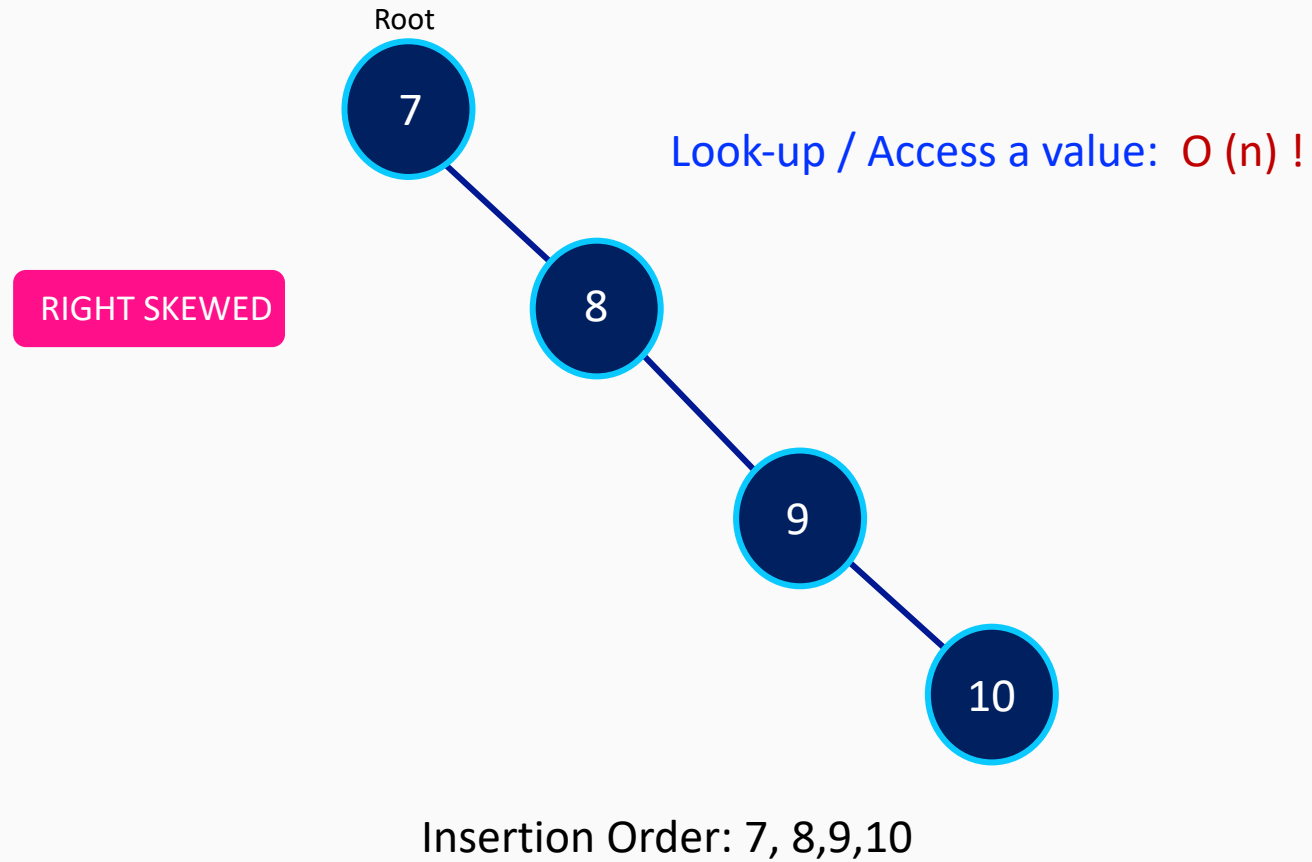 Root
7
Look-up / Access a value: O (n) !
RIGHT SKEWED
8
9
10
Insertion Order: 7, 8,9,10